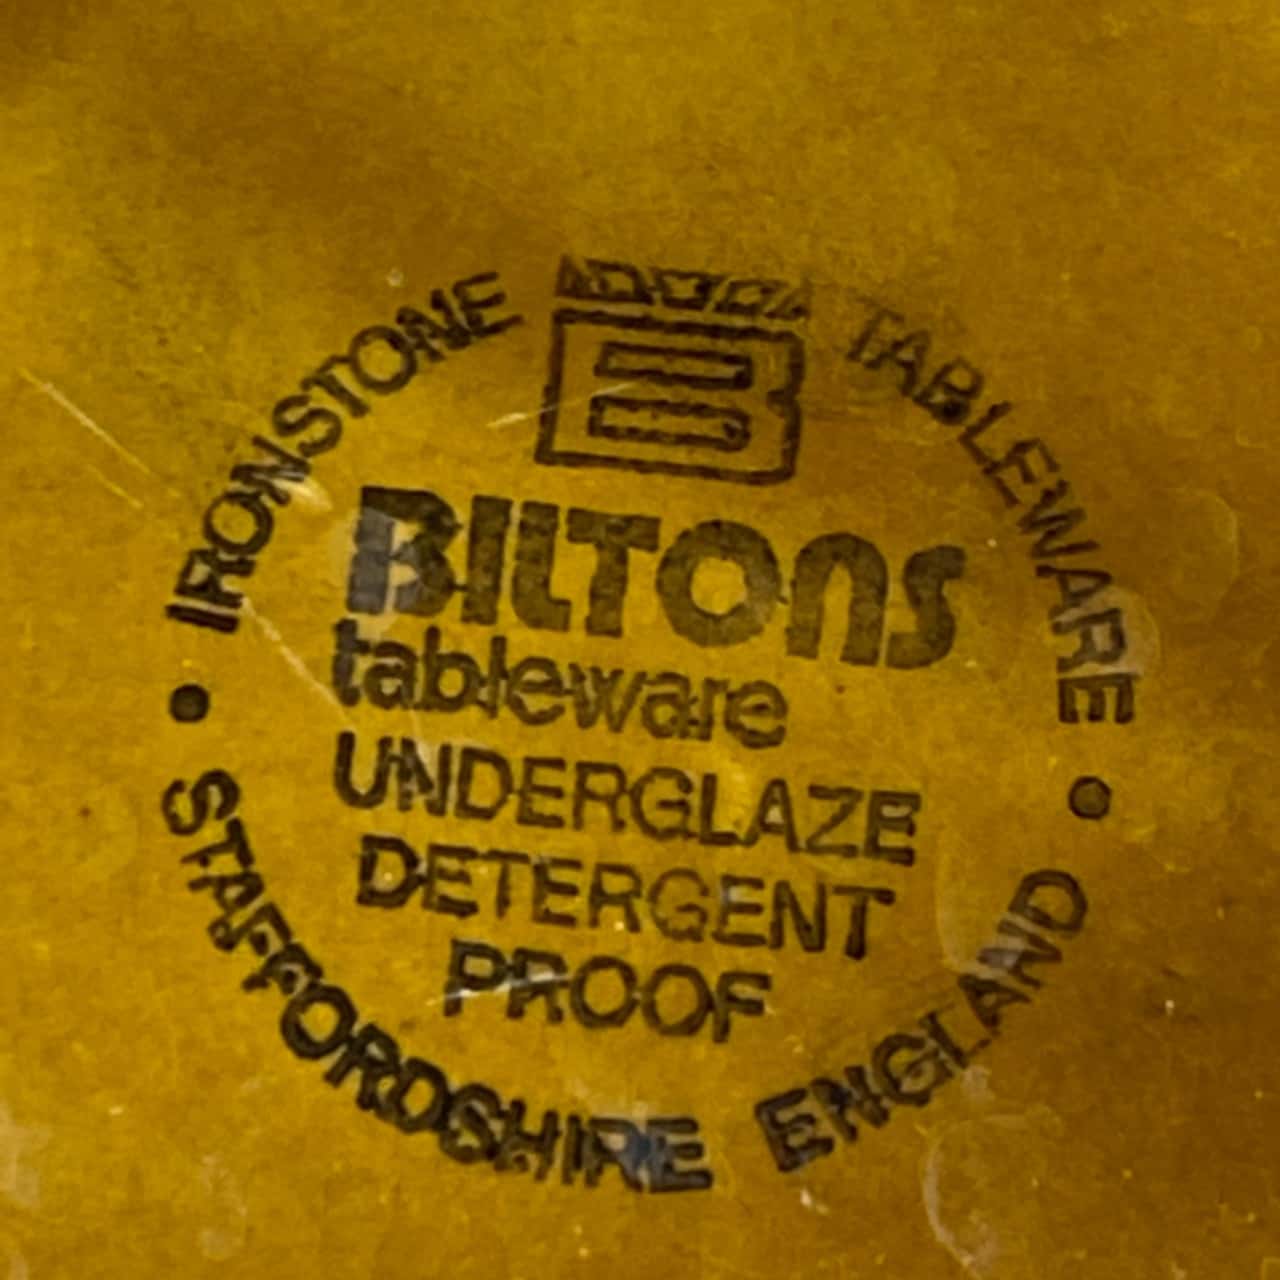 IRONSTONE TABLEWARE
B
BILTONS
tableware
UNDERGLAZE
DETERGENT
PROOF
STAFFORDSHIRE ENGLAND